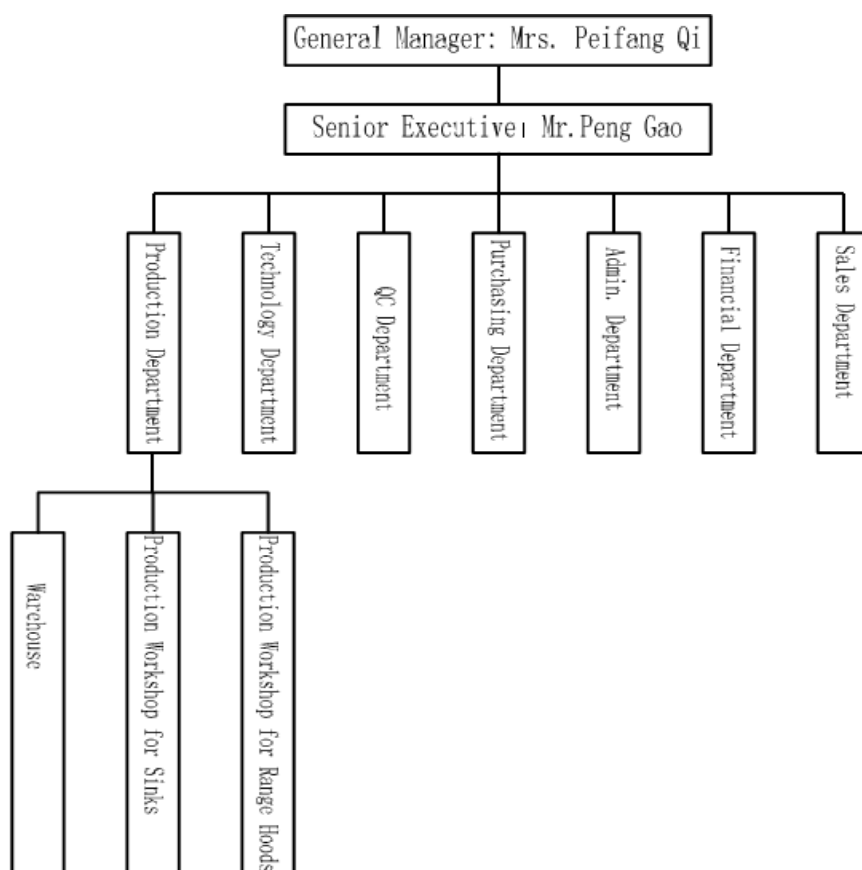 General Manager: Mrs. Peifang Qi
Senior Executive: Mr.Peng Gao
Production Department
Technology Department
QC Department
Purchasing Department
Admin. Department
Financial Department
Sales Department
Warehouse
Production Workshop for Sinks
Production Workshop for Range Hoods